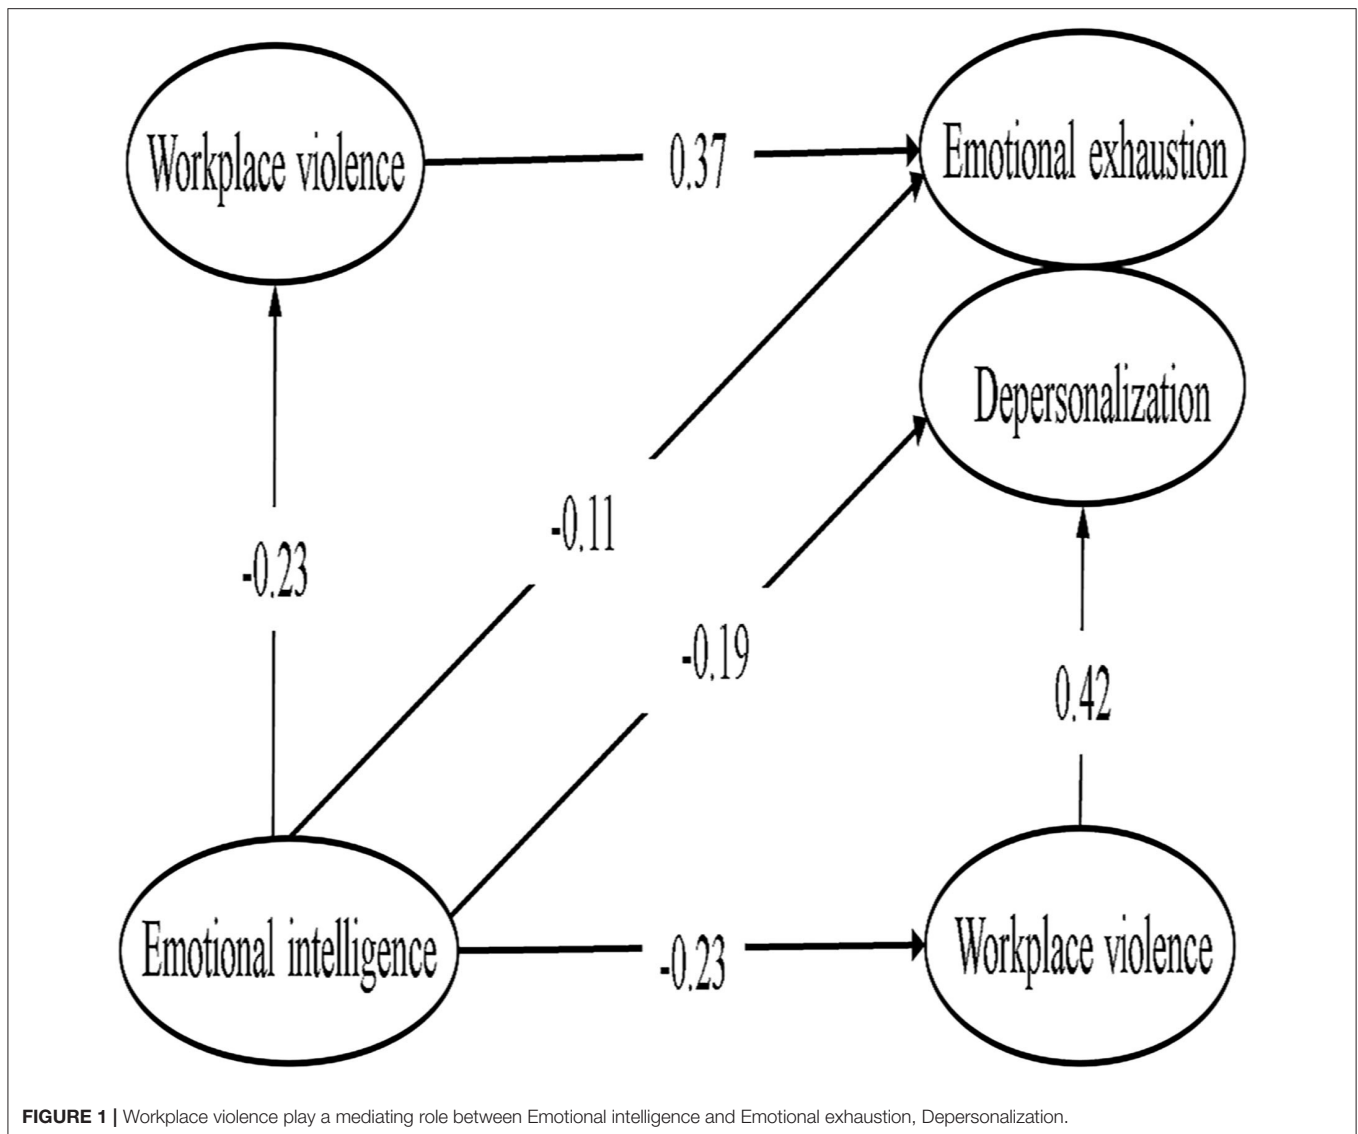 Workplace violence
0.37
Emotional exhaustion
Depersonalization
-0.11
-0.23
-0.19
0.42
Emotional intelligence
-0.23
Workplace violence
FIGURE 1 | Workplace violence play a mediating role between Emotional intelligence and Emotional exhaustion, Depersonalization.